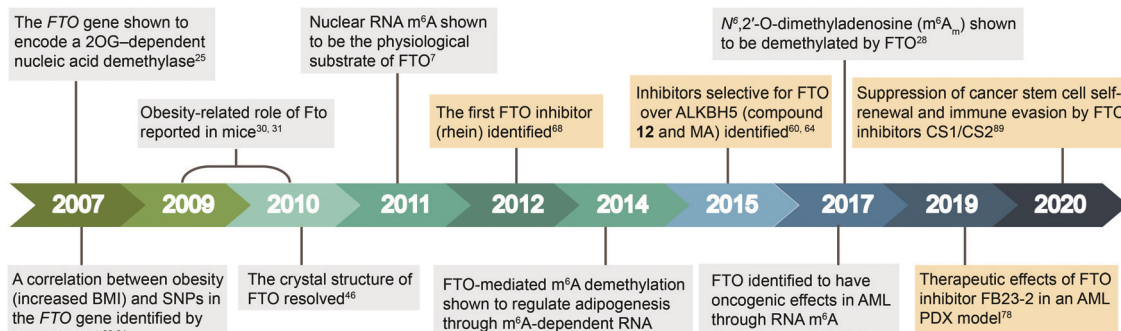 The FTO gene shown to
encode a 2OG–dependent
nucleic acid demethylase²⁵
Nuclear RNA m⁶A shown
to be the physiological
substrate of FTO⁷
N⁶,2′-O-dimethyladenosine (m⁶Aₘ) shown
to be demethylated by FTO²⁸
Obesity-related role of Fto
reported in mice³⁰, ³¹
The first FTO inhibitor
(rhein) identified⁶⁸
Inhibitors selective for FTO
over ALKBH5 (compound
12 and MA) identified⁶⁰, ⁶⁴
Suppression of cancer stem cell self-
renewal and immune evasion by FTO
inhibitors CS1/CS2⁸⁹
2007 2009 2010 2011 2012 2014 2015 2017 2019 2020
A correlation between obesity
(increased BMI) and SNPs in
the FTO gene identified by
The crystal structure of
FTO resolved⁴⁶
FTO-mediated m⁶A demethylation
shown to regulate adipogenesis
through m⁶A-dependent RNA
FTO identified to have
oncogenic effects in AML
through RNA m⁶A
Therapeutic effects of FTO
inhibitor FB23-2 in an AML
PDX model⁷⁸